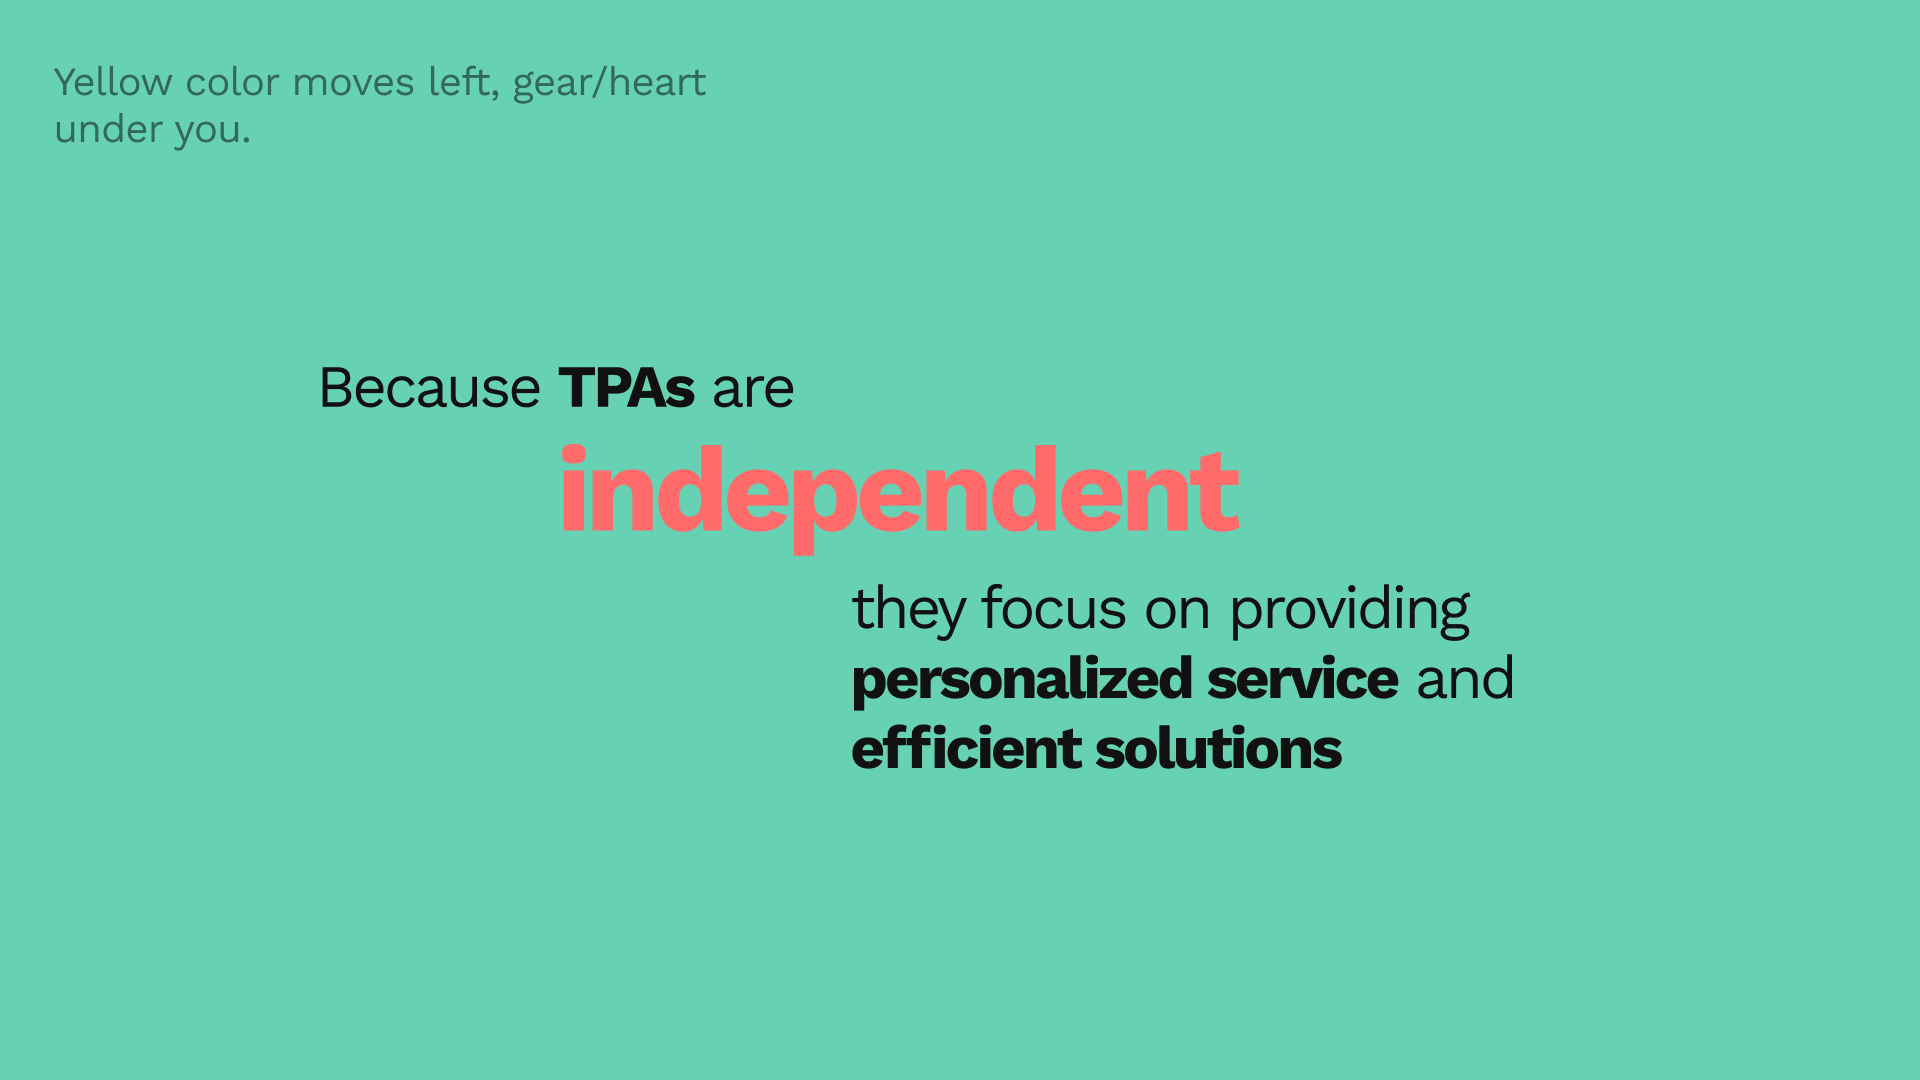 Yellow color moves left, gear/heart
under you.
Because TPAs are
independent
they focus on providing
personalized service and
efficient solutions